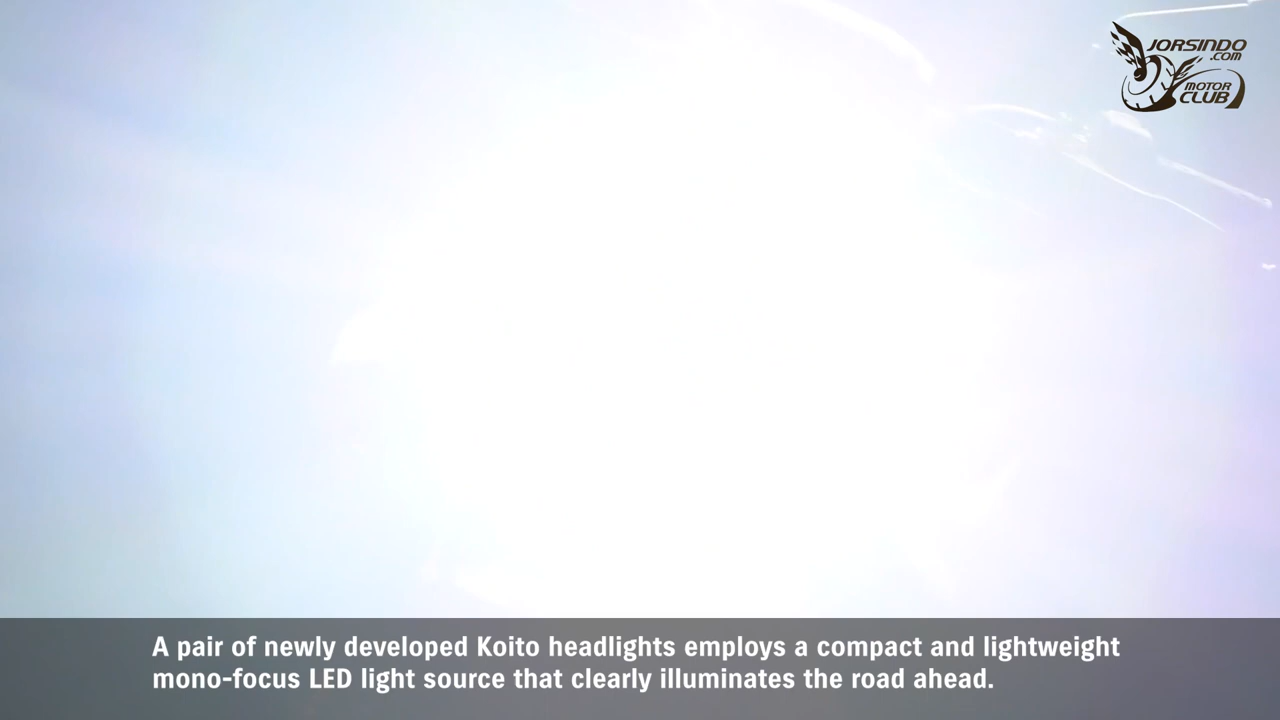 JORSINDO
.COM
MOTOR
CLUB
A pair of newly developed Koito headlights employs a compact and lightweight
mono-focus LED light source that clearly illuminates the road ahead.